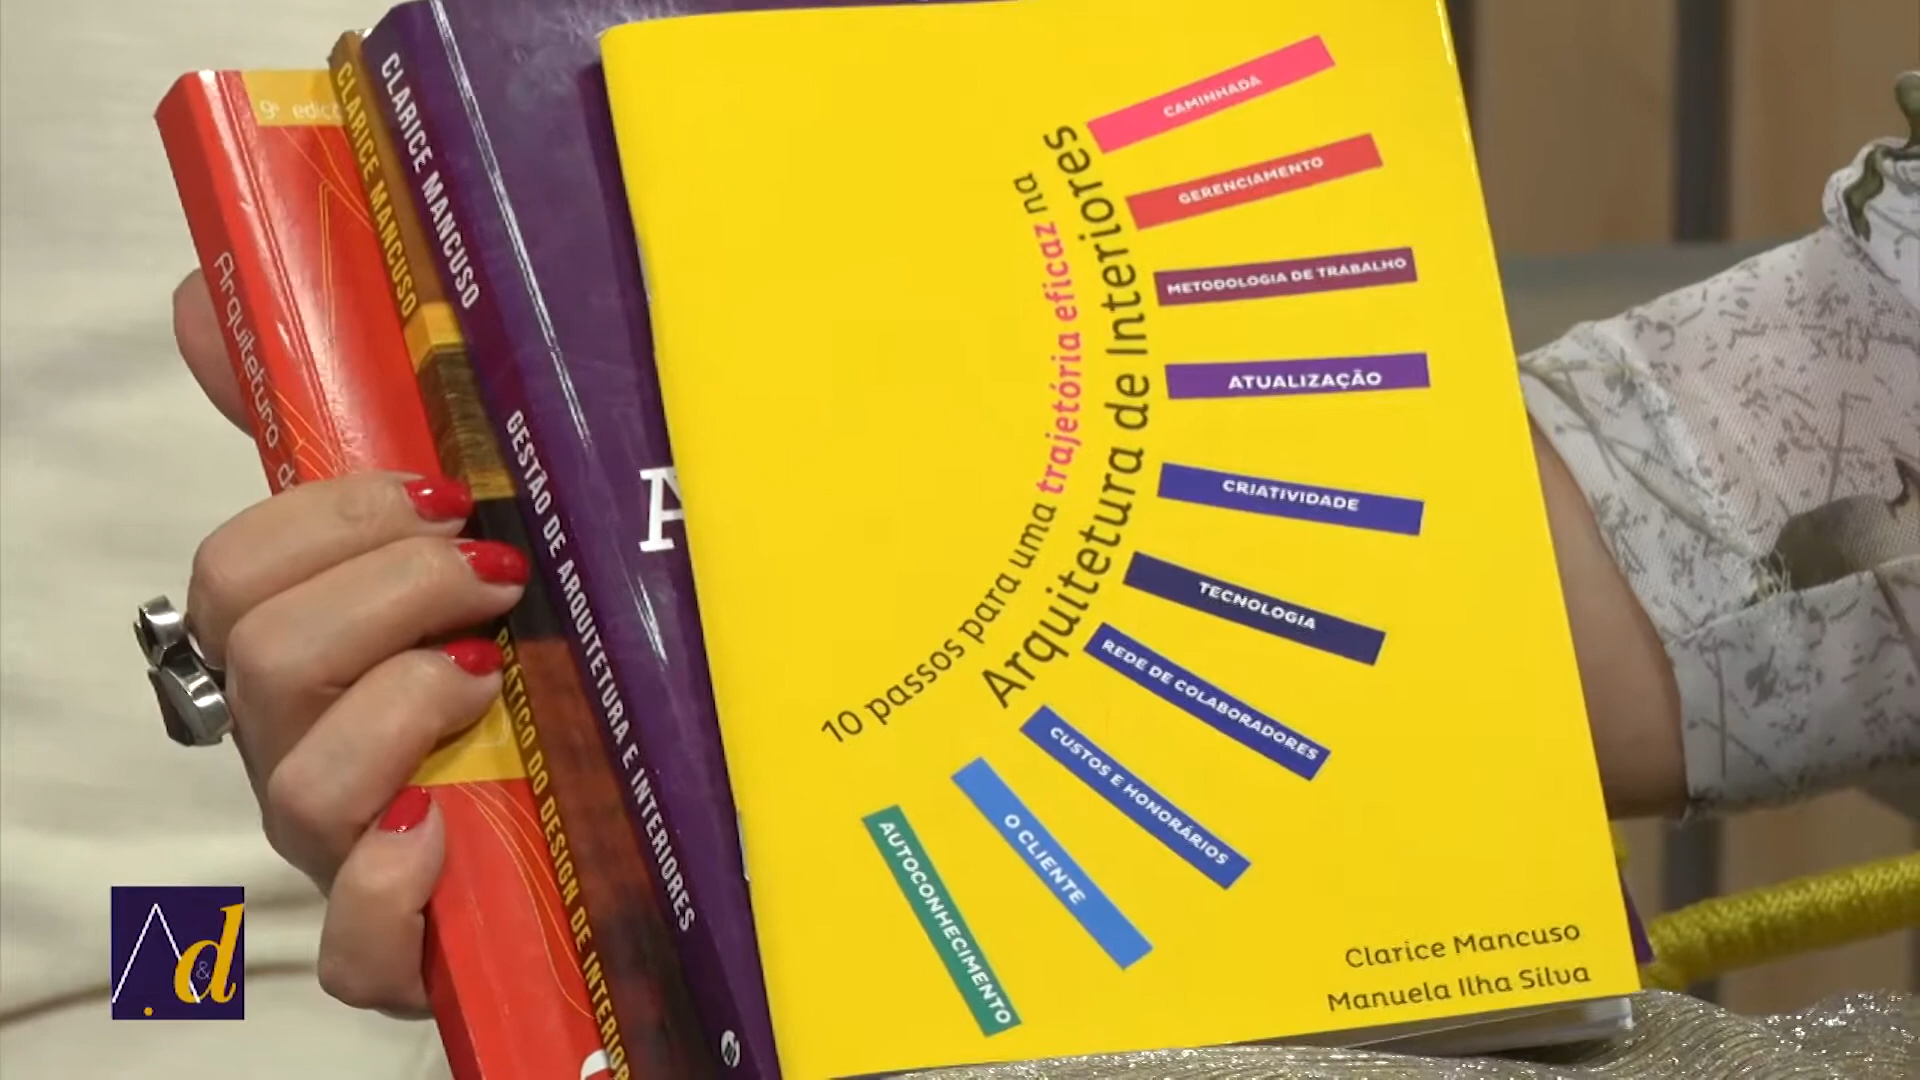 9ª
Arquitetura
CLARICE MANCUSO
PRÁTICO DO DESIGN DE INTERIORES
CLARICE MANCUSO
GESTÃO DE ARQUITETURA E INTERIORES
10 passos para uma trajetória eficaz na
Arquitetura de Interiores
CAMINHADA
GERENCIAMENTO
METODOLOGIA DE TRABALHO
ATUALIZAÇÃO
CRIATIVIDADE
TECNOLOGIA
REDE DE COLABORADORES
CUSTOS E HONORÁRIOS
O CLIENTE
AUTOCONHECIMENTO
Clarice Mancuso
Manuela Ilha Silva
A&d